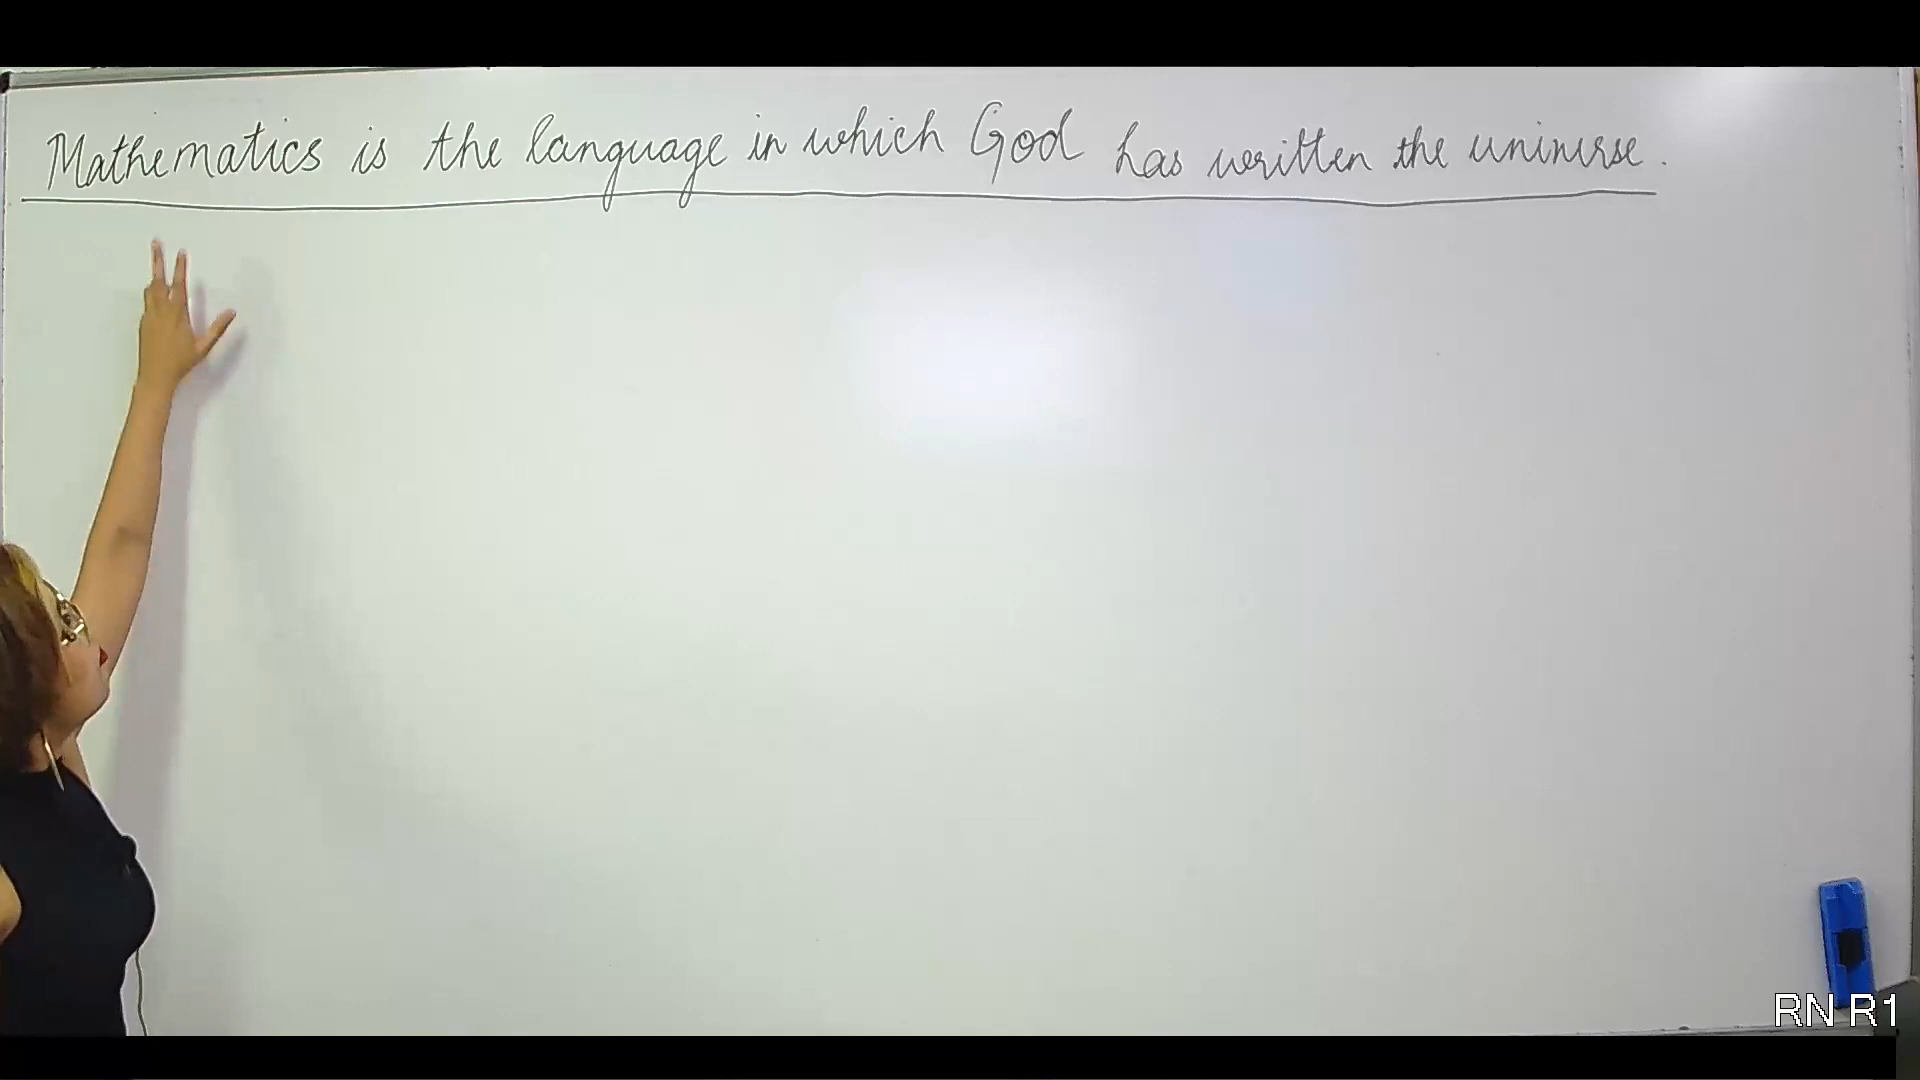 Mathematics is the language in which God has written the universe.
RN R1